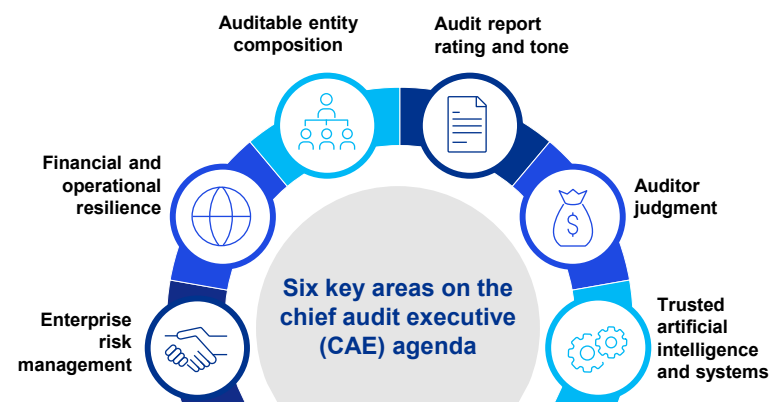 Auditable entity
composition
Audit report
rating and tone
Financial and
operational
resilience
Auditor
judgment
Six key areas on the
chief audit executive
(CAE) agenda
Enterprise
risk
management
Trusted
artificial
intelligence
and systems
$